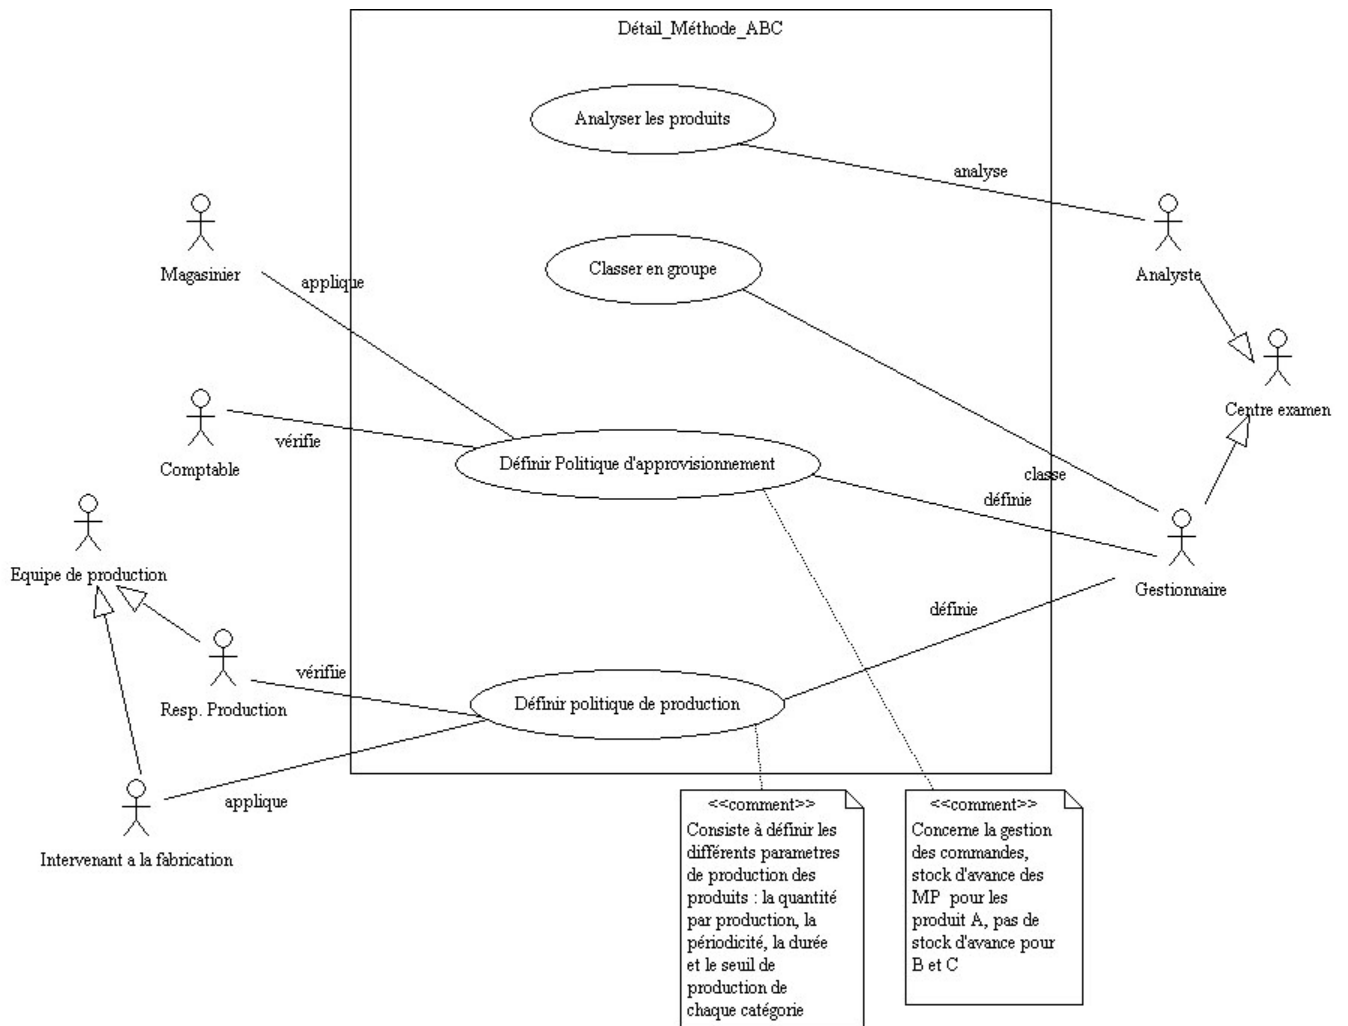 Détail_Méthode_ABC
Analyser les produits
analyse
Magasinier
applique
Classer en groupe
Analyste
Centre examen
Comptable
vérifie
Définir Politique d'approvisionnement
classe
définie
Equipe de production
Gestionnaire
définie
Resp. Production
vérifiie
Définir politique de production
applique
Intervenant a la fabrication
<<comment>>
Consiste à définir les
différents parametres
de production des
produits : la quantité
par production, la
périodicité, la durée
et le seuil de
production de
chaque catégorie
<<comment>>
Concerne la gestion
des commandes,
stock d'avance des
MP  pour les
produit A, pas de
stock d'avance pour
B et C